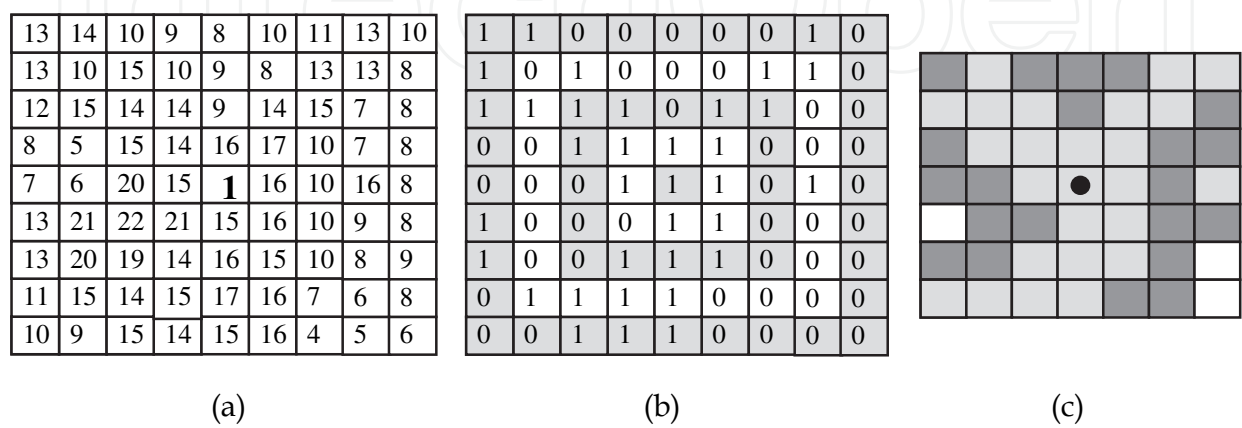 13 14 10 9 8 10 11 13 10
13 10 15 10 9 8 13 13 8
12 15 14 14 9 14 15 7 8
8 5 15 14 16 17 10 7 8
7 6 20 15 1 16 10 16 8
13 21 22 21 15 16 10 9 8
13 20 19 14 16 15 10 8 9
11 15 14 15 17 16 7 6 8
10 9 15 14 15 16 4 5 6
1 1 0 0 0 0 0 1 0
1 0 1 0 0 0 1 1 0
1 1 1 1 0 1 1 0 0
0 0 1 1 1 1 0 0 0
0 0 0 1 1 1 0 1 0
1 0 0 0 1 1 0 0 0
1 0 0 1 1 1 0 0 0
0 1 1 1 1 0 0 0 0
0 0 1 1 1 0 0 0 0
(a) (b) (c)